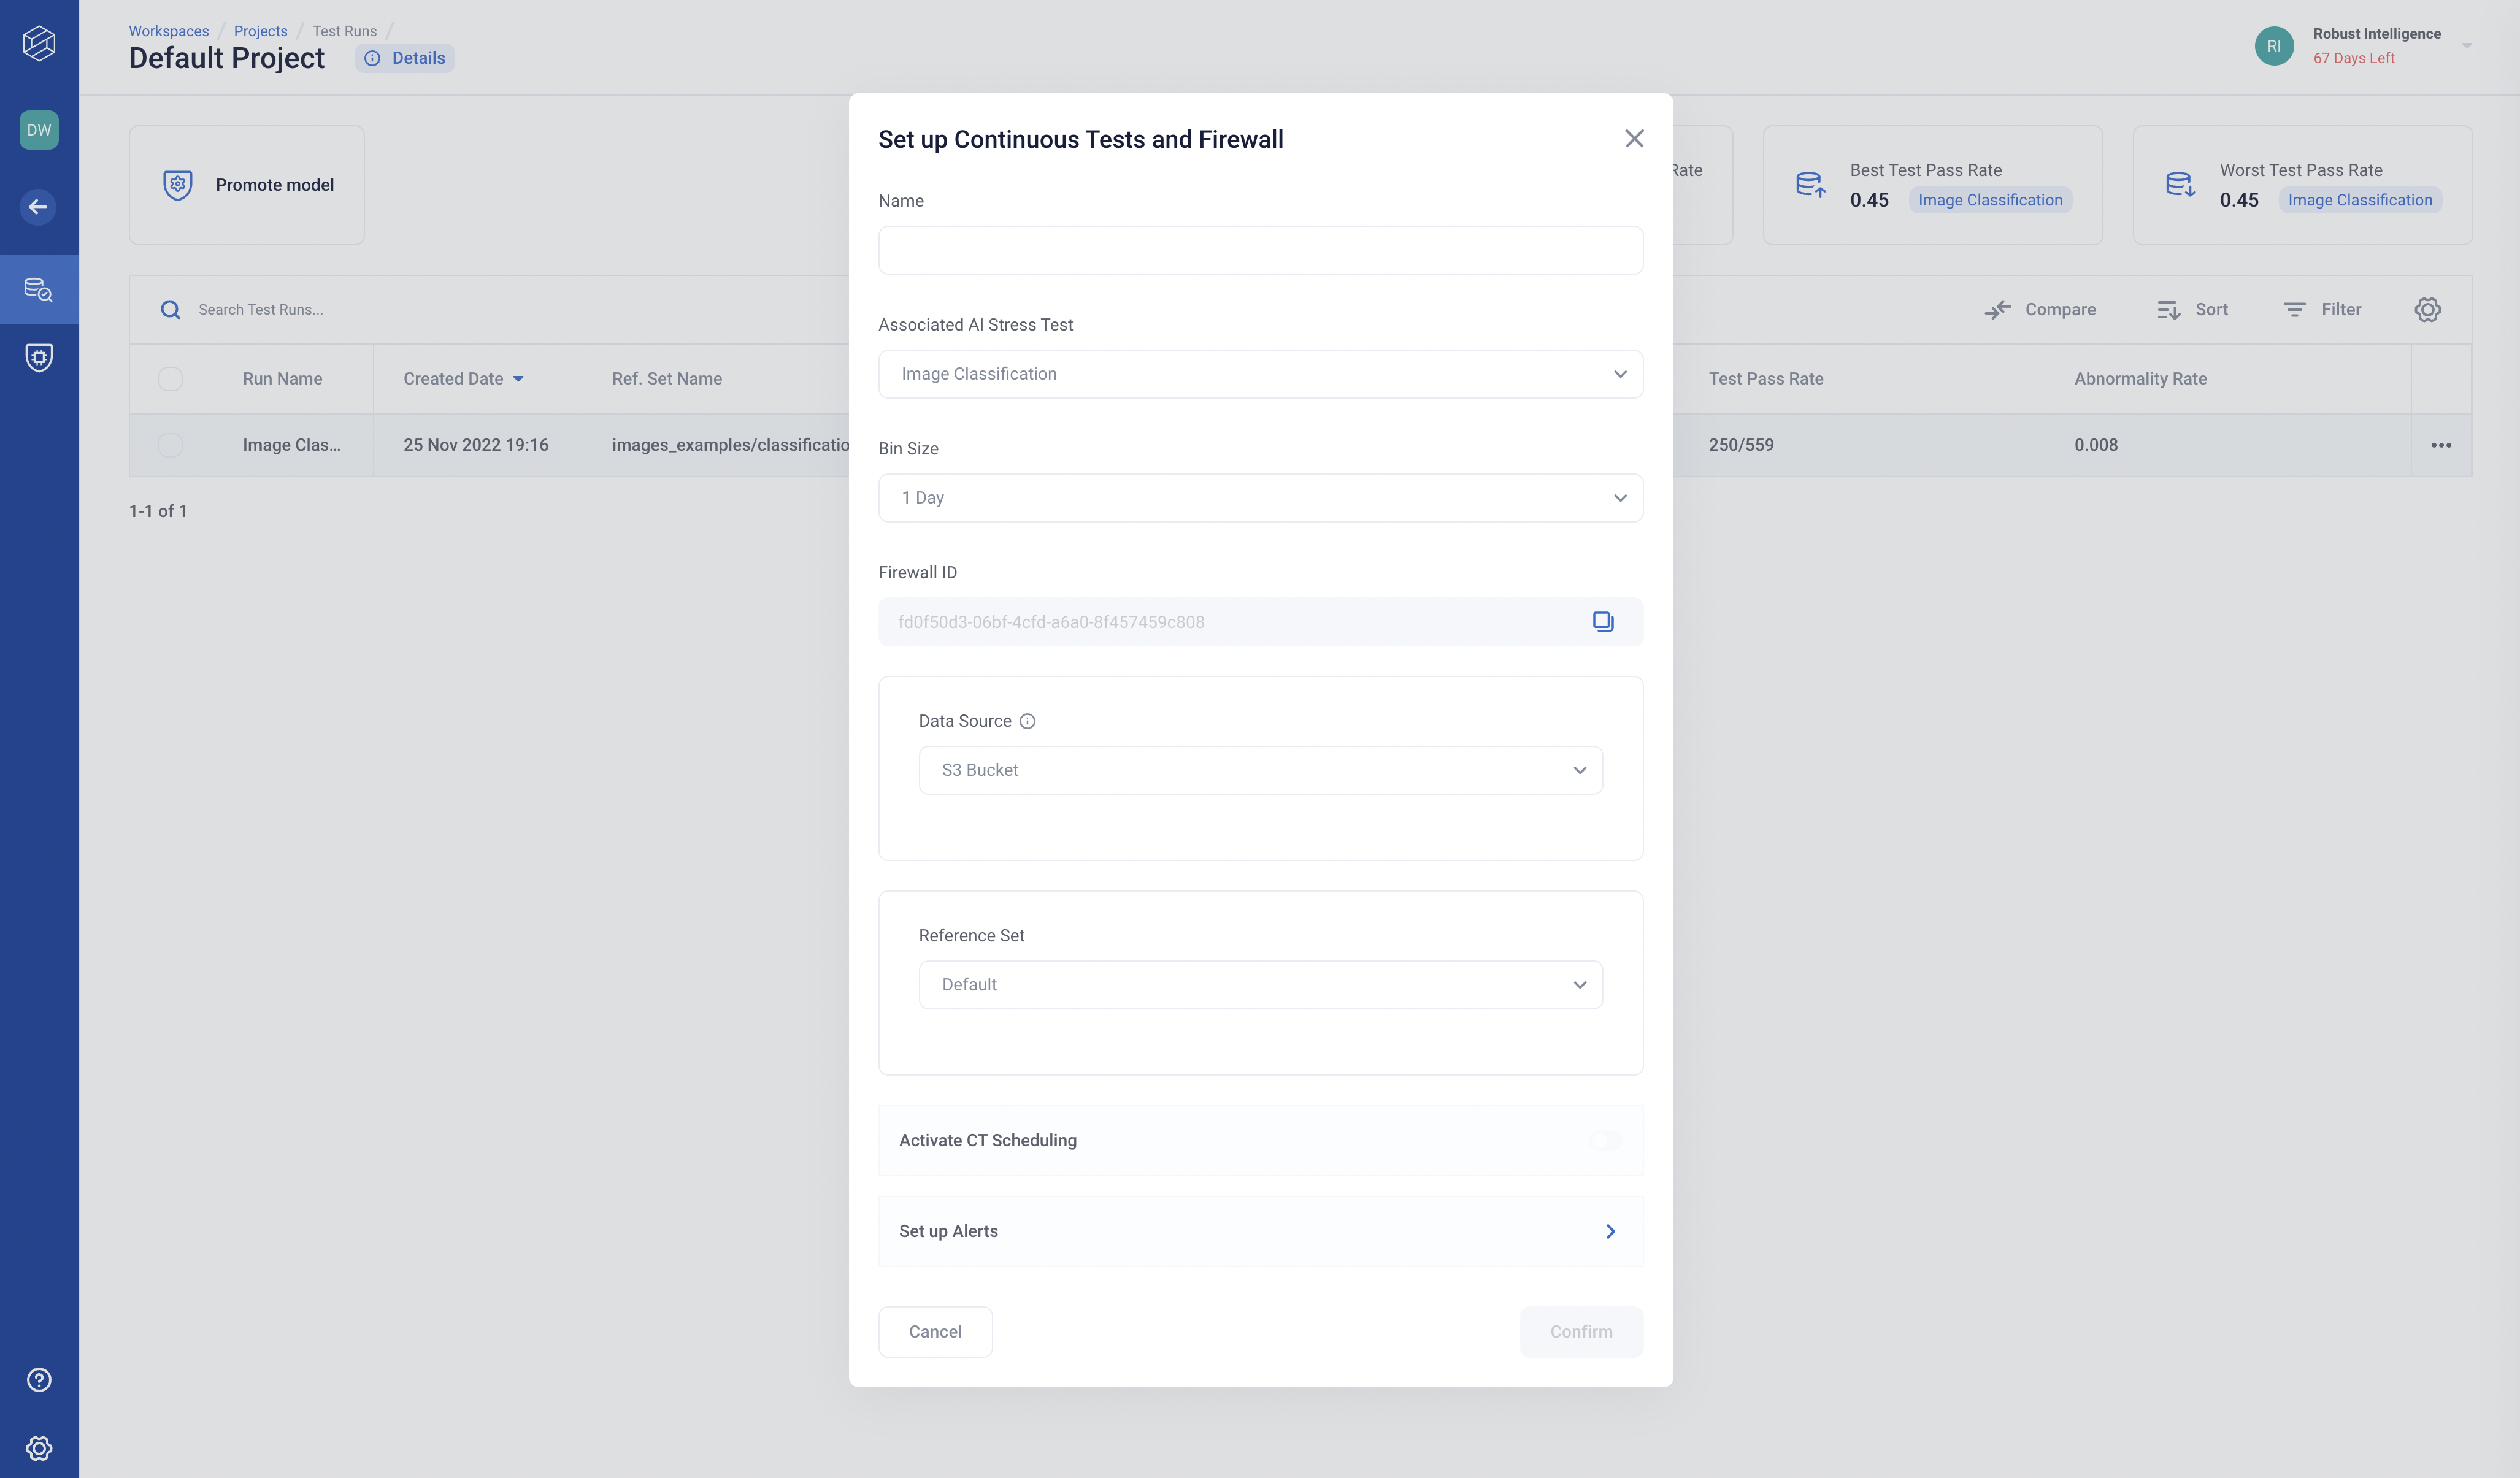 Workspaces / Projects / Test Runs /
Default Project
Details
RI
Robust Intelligence
67 Days Left
DW
Promote model
Rate
Best Test Pass Rate
0.45 Image Classification
Worst Test Pass Rate
0.45 Image Classification
Search Test Runs...
Compare
Sort
Filter
Run Name
Created Date
Ref. Set Name
Test Pass Rate
Abnormality Rate
Image Clas...
25 Nov 2022 19:16
images_examples/classificatio
250/559
0.008
1-1 of 1
Set up Continuous Tests and Firewall
Name
Associated AI Stress Test
Image Classification
Bin Size
1 Day
Firewall ID
fd0f50d3-06bf-4cfd-a6a0-8f457459c808
Data Source
S3 Bucket
Reference Set
Default
Activate CT Scheduling
Set up Alerts
Cancel
Confirm